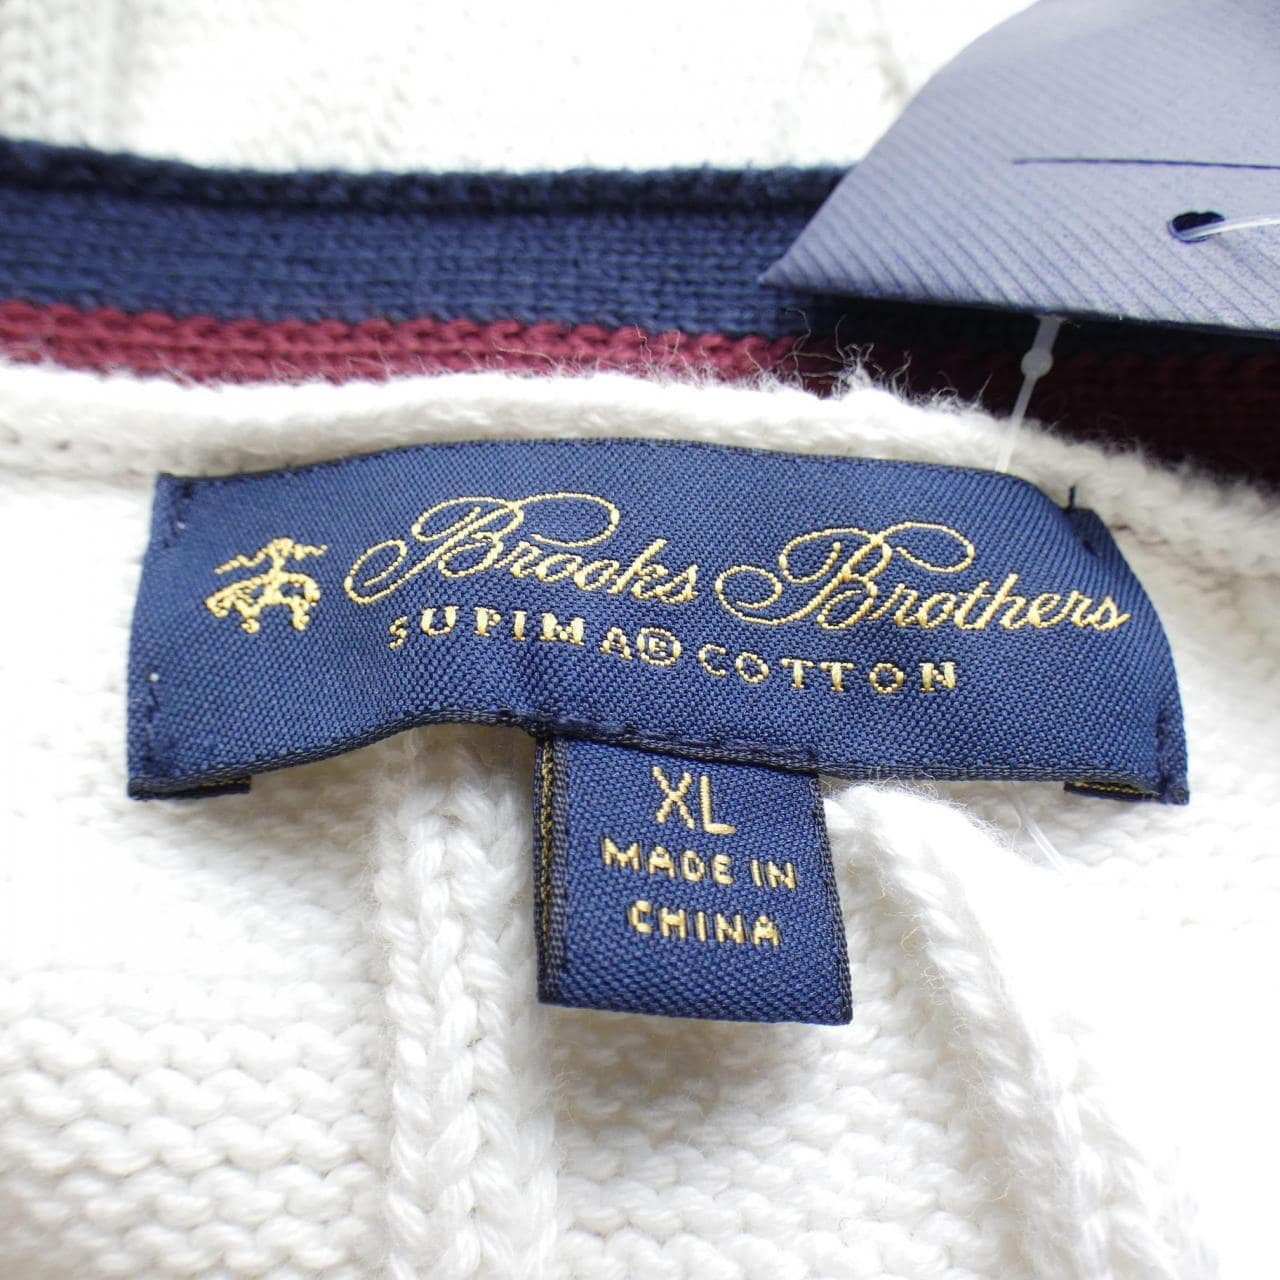 Brooks Brothers
SUPIMA® COTTON
XL
MADE IN
CHINA